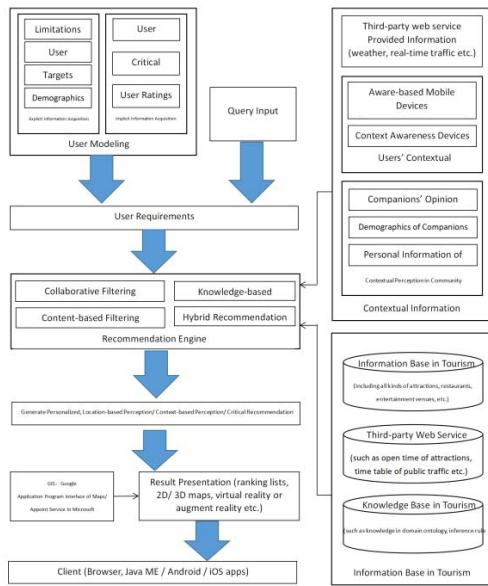 Limitations
User
Targets
Demographics
Explicit Information Acquisition
User
Critical
User Ratings
Implicit Information Acquisition
User Modeling
Query Input
User Requirements
Collaborative Filtering
Knowledge-based
Content-based Filtering
Hybrid Recommendation
Recommendation Engine
Generate Personalized, Location-based Perception/ Context-based Perception/ Critical Recommendation
GIS、Google
Application Program Interface of Maps/
Appoint Service in Microsoft
Result Presentation (ranking lists,
2D/ 3D maps, virtual reality or
augment reality etc.)
Client (Browser, Java ME / Android / iOS apps)
Third-party web service
Provided Information
(weather, real-time traffic etc.)
Aware-based Mobile
Devices
Context Awareness Devices
Users' Contextual
Companions' Opinion
Demographics of Companions
Personal Information of
Contextual Perception in Community
Contextual Information
Information Base in Tourism
(including all kinds of attractions, restaurants,
entertainment venues, etc.)
Third-party Web Service
(such as open time of attractions,
time table of public traffic etc.)
Knowledge Base in Tourism
(such as knowledge in domain ontology, inference rule
Information Base in Tourism